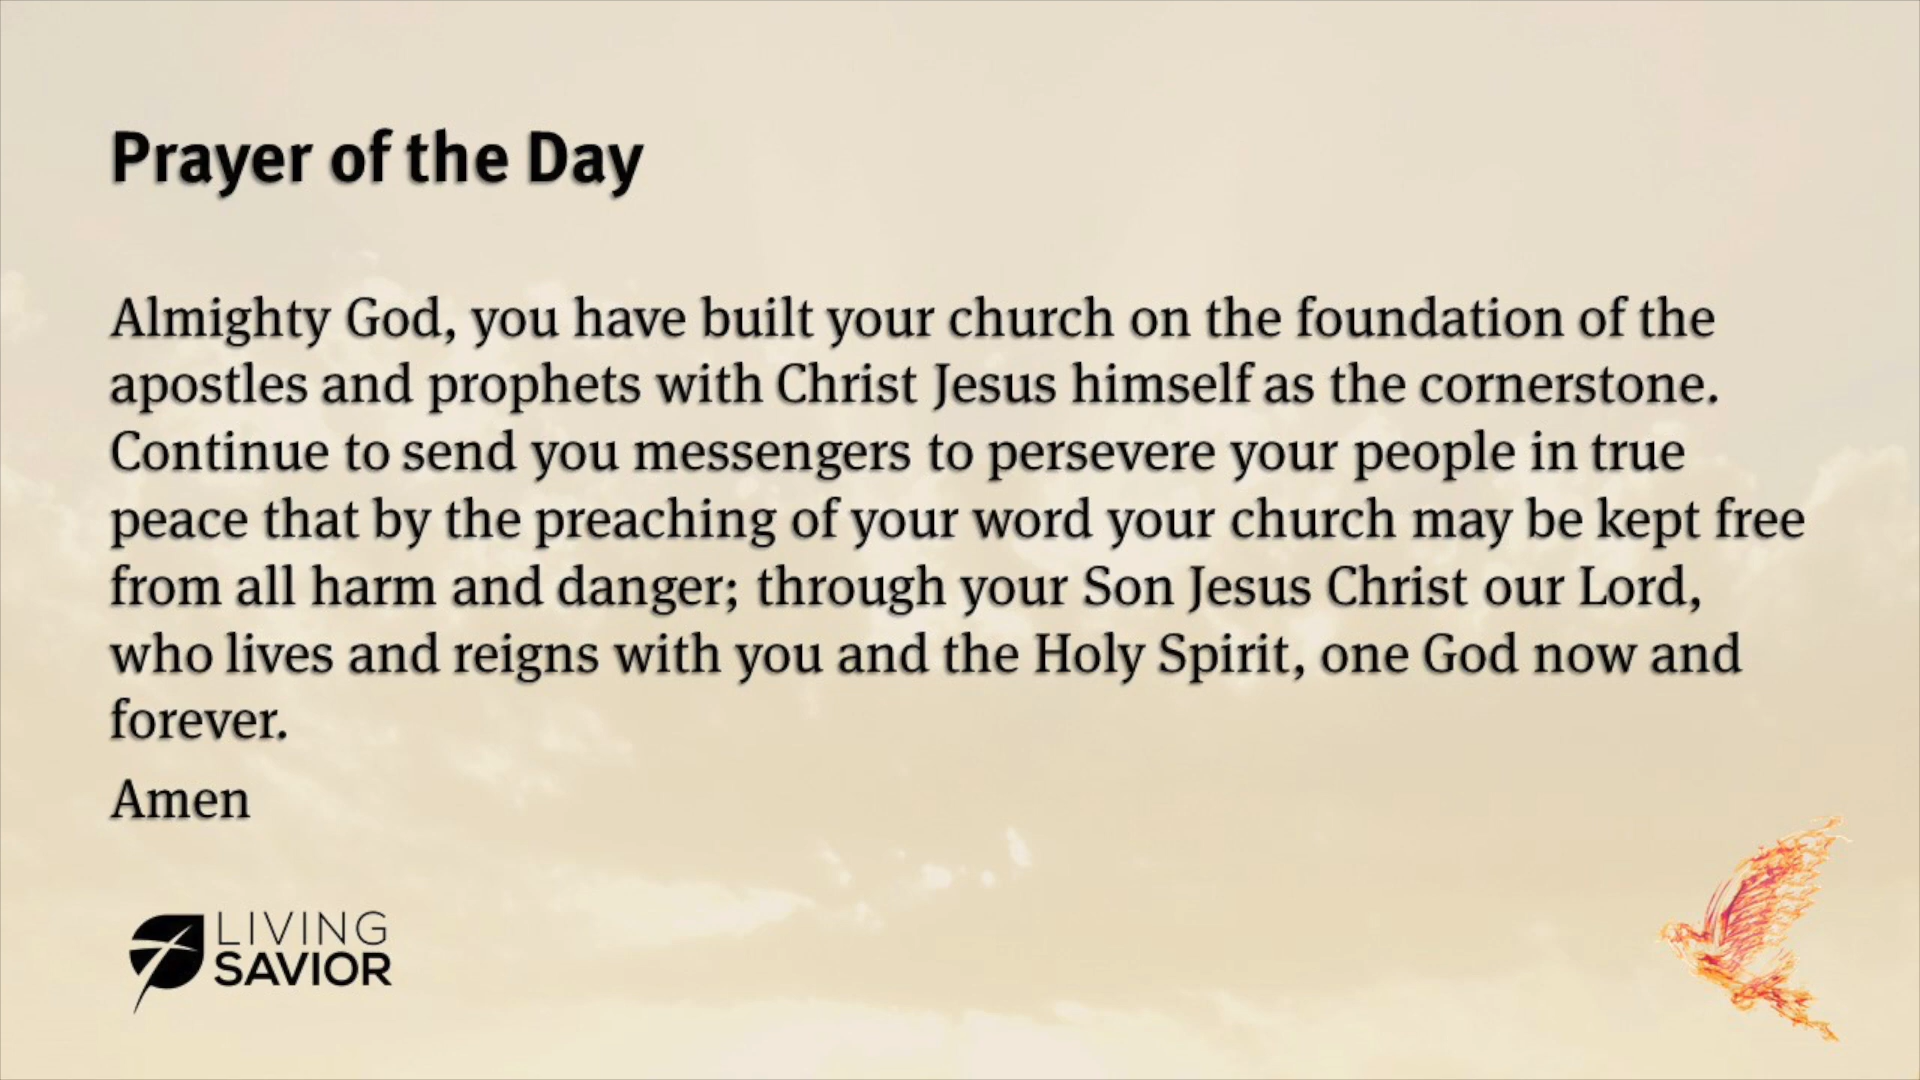 Prayer of the Day
Almighty God, you have built your church on the foundation of the
apostles and prophets with Christ Jesus himself as the cornerstone.
Continue to send you messengers to persevere your people in true
peace that by the preaching of your word your church may be kept free
from all harm and danger; through your Son Jesus Christ our Lord,
who lives and reigns with you and the Holy Spirit, one God now and
forever.
Amen
LIVING
SAVIOR